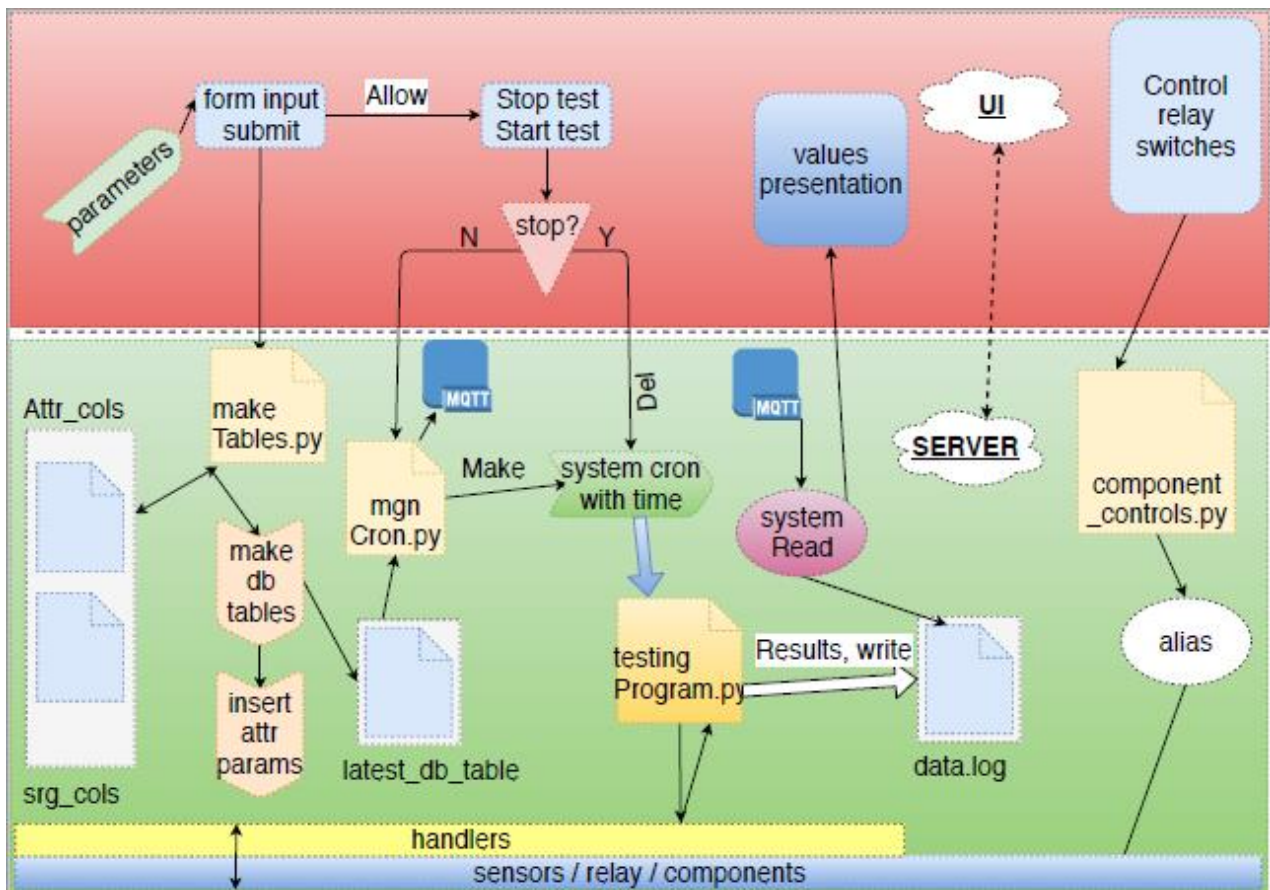 form input
submit
Allow
Stop test
Start test
parameters
stop?
N
Y
values
presentation
UI
Control
relay
switches
Attr_cols
make
Tables.py
MQTT
Del
MQTT
SERVER
mgn
Cron.py
Make
system cron
with time
system
Read
component
_controls.py
make
db
tables
insert
attr
params
srg_cols
latest_db_table
testing
Program.py
Results, write
data.log
alias
handlers
sensors / relay / components